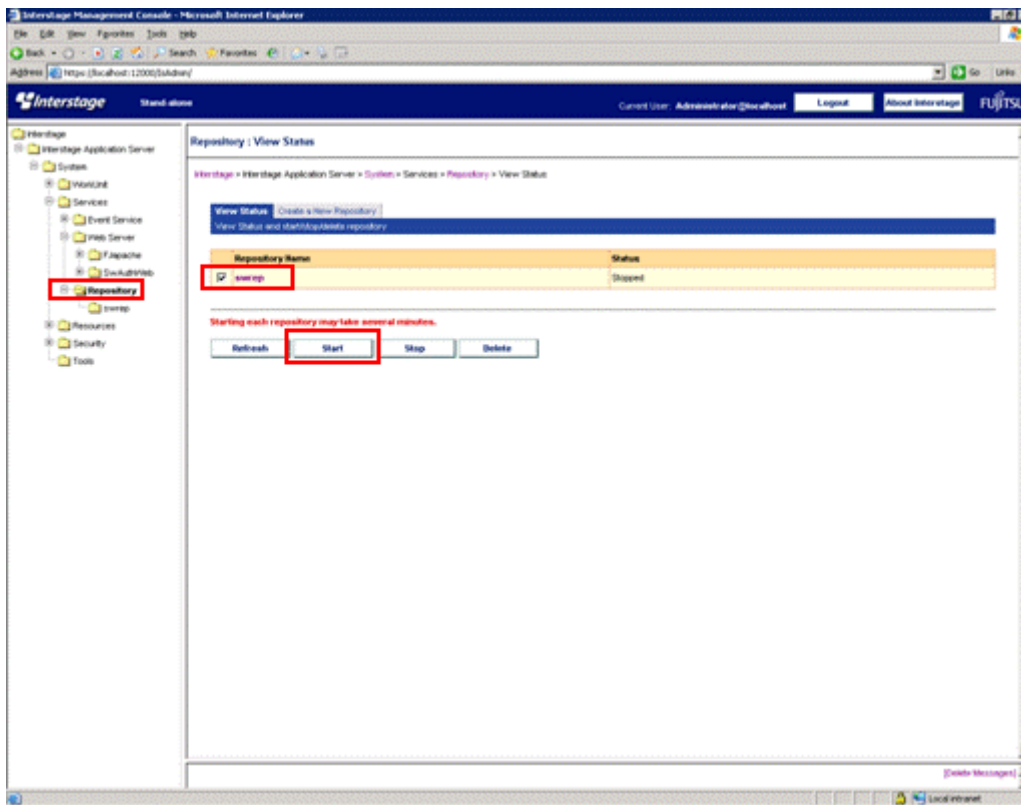 Interstage Management Console - Microsoft Internet Explorer
File Edit View Favorites Tools Help
Back Search Favorites
Address https://localhost:12000/IsAdmin/ Go Links
Interstage Stand-alone Current User: Administrator@localhost Logout About Interstage FUJITSU
Interstage
Interstage Application Server
System
WorkUnit
Services
Event Service
Web Server
FJapache
SwAuthWeb
Repository
swrep
Resources
Security
Tools
Repository : View Status
Interstage > Interstage Application Server > System > Services > Repository > View Status
View Status Create a New Repository
View Status and start/stop/delete repository
Repository Name Status
swrep Stopped
Starting each repository may take several minutes.
Refresh Start Stop Delete
[Delete Messages]
Local intranet